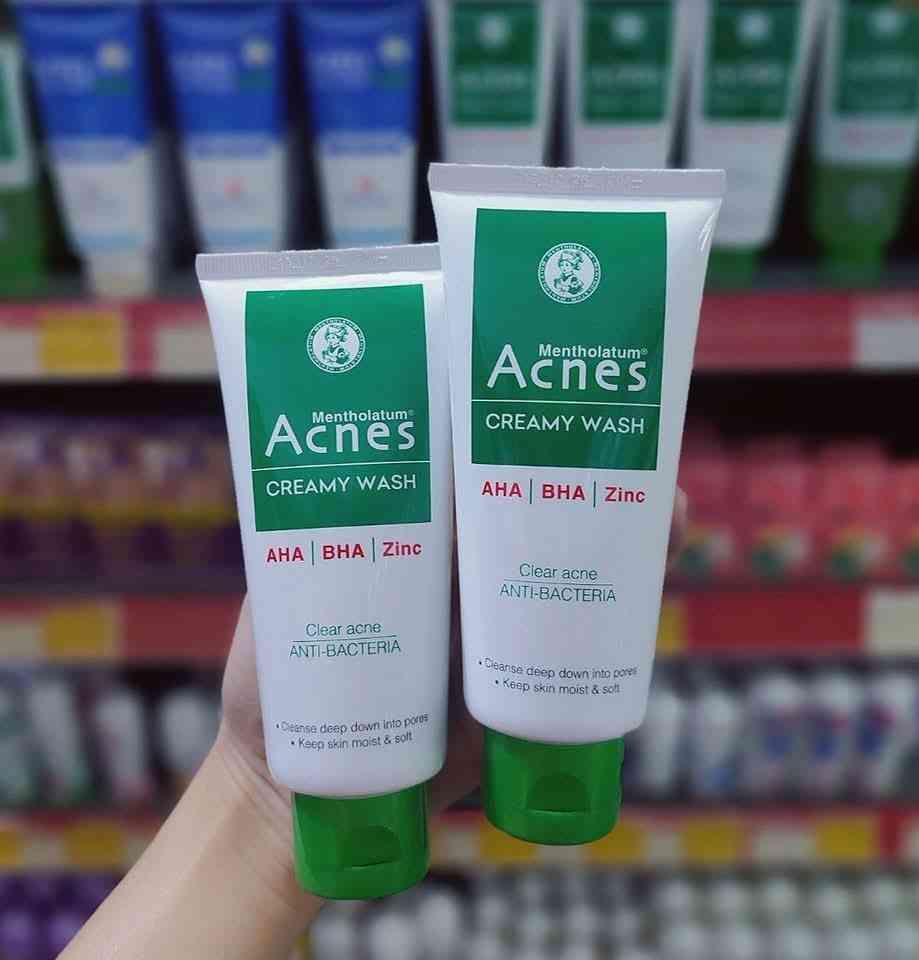 Mentholatum®
Acnes
CREAMY WASH
AHA | BHA | Zinc
Clear acne
ANTI-BACTERIA
• Cleanse deep down into pores
• Keep skin moist & soft
Mentholatum®
Acnes
CREAMY WASH
AHA | BHA | Zinc
Clear acne
ANTI-BACTERIA
• Cleanse deep down into pores
• Keep skin moist & soft